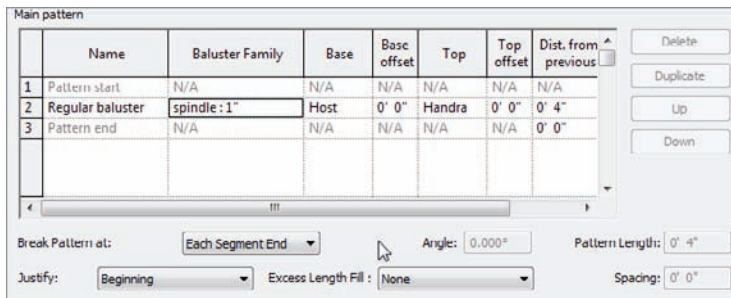 Main pattern
Name Baluster Family Base Base offset Top Top offset Dist. from previous
1 Pattern start N/A N/A N/A N/A N/A N/A
2 Regular baluster spindle : 1" Host 0' 0" Handra 0' 0" 0' 4"
3 Pattern end N/A N/A N/A N/A N/A 0' 0"
Delete
Duplicate
Up
Down
Break Pattern at: Each Segment End Angle: 0.000° Pattern Length: 0' 4"
Justify: Beginning Excess Length Fill : None Spacing: 0' 0"